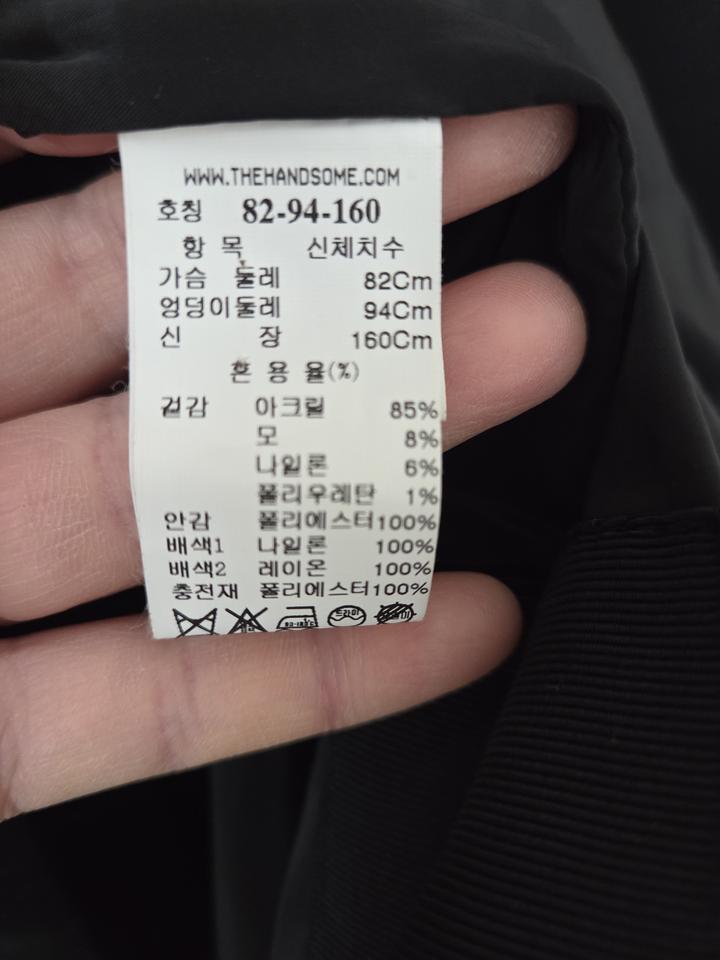 WWW.THEHANDSOME.COM
호칭 82-94-160
항 목 신체치수
가슴 둘레 82Cm
엉덩이둘레 94Cm
신 장 160Cm
혼 용 율(%)
겉감 아크릴 85%
모 8%
나일론 6%
폴리우레탄 1%
안감 폴리에스터100%
배색1 나일론 100%
배색2 레이온 100%
충전재 폴리에스터100%
드라이